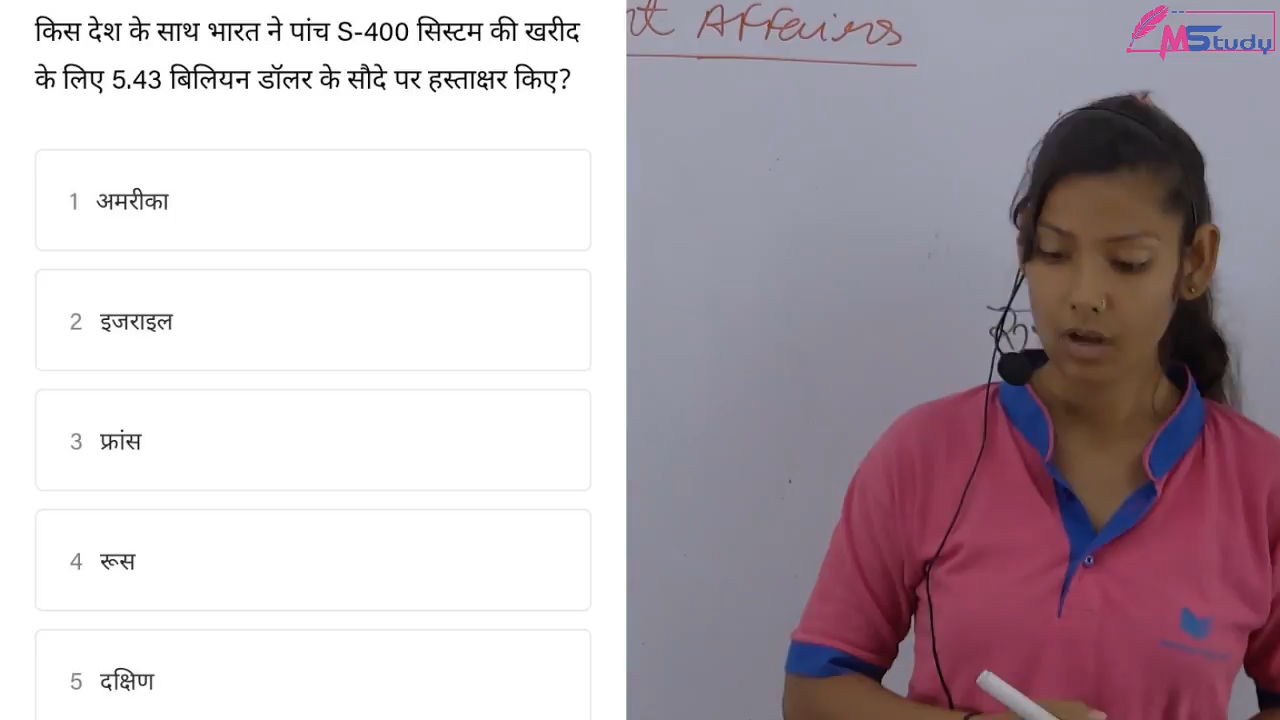 किस देश के साथ भारत ने पांच S-400 सिस्टम की खरीद
के लिए 5.43 बिलियन डॉलर के सौदे पर हस्ताक्षर किए?
1 अमरीका
2 इजराइल
3 फ्रांस
4 रूस
5 दक्षिण
t Affairs
MStudy